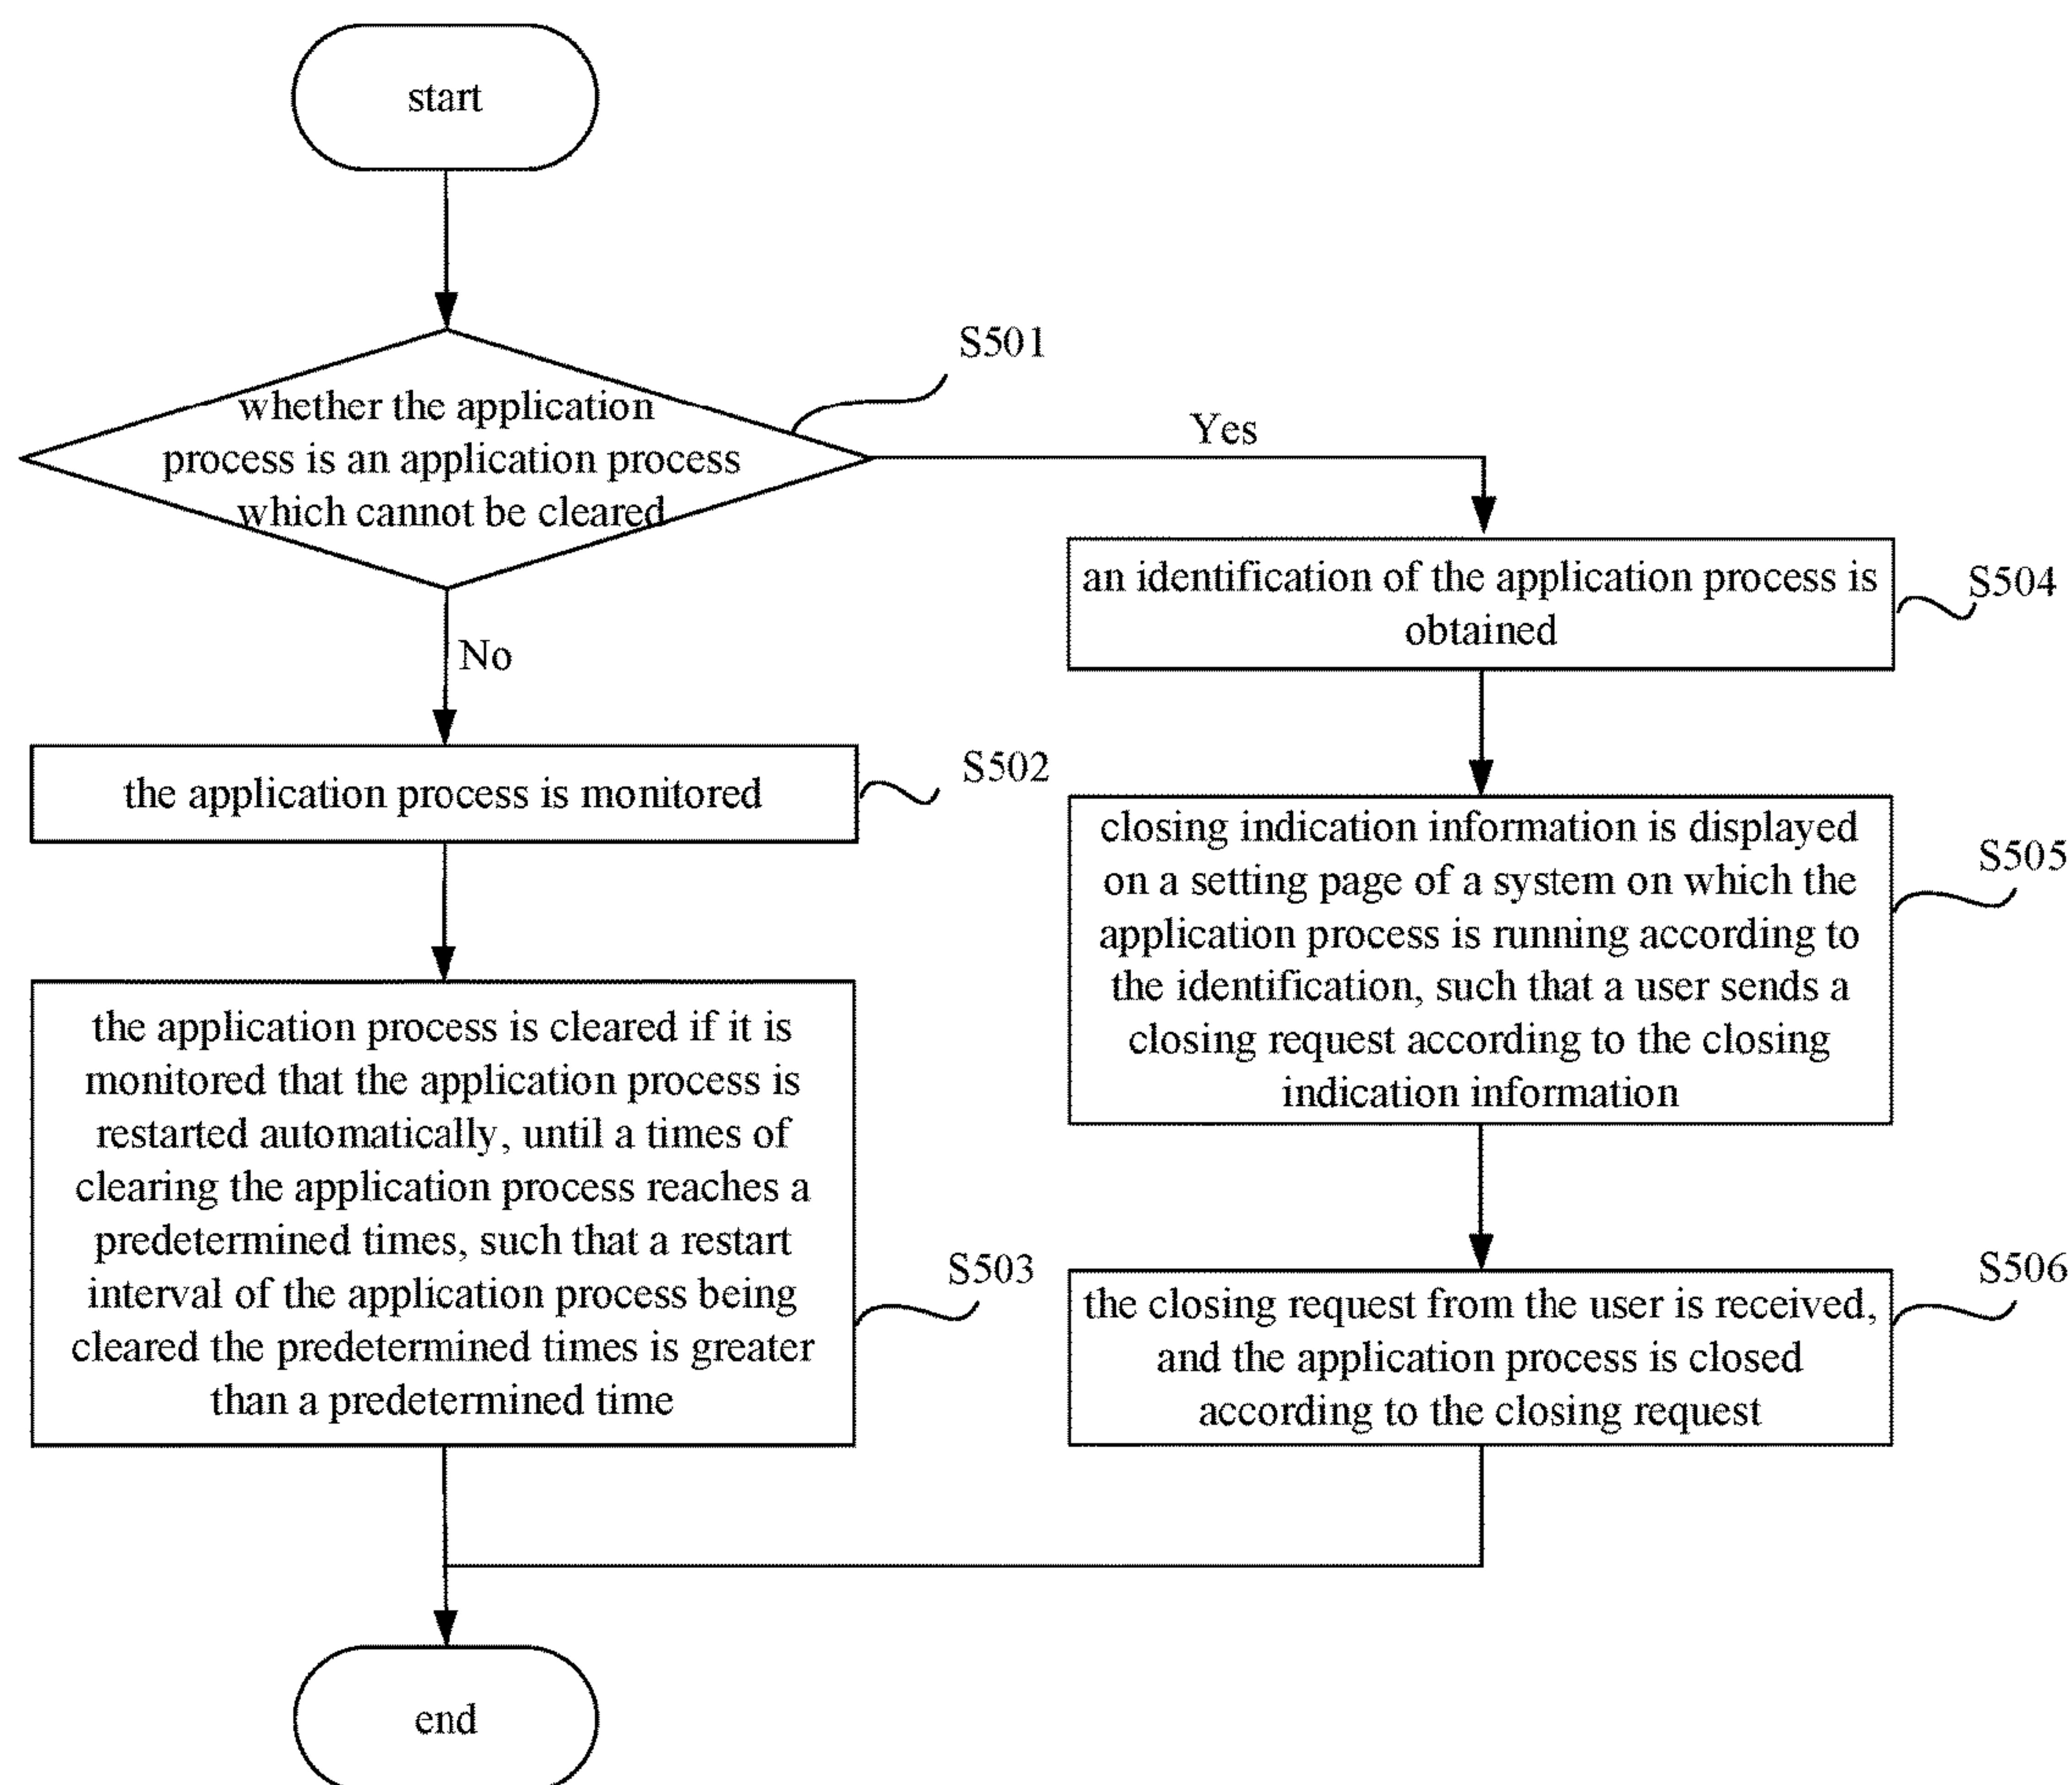 start
S501
whether the application
process is an application process
which cannot be cleared
Yes
No
the application process is monitored
S502
the application process is cleared if it is
monitored that the application process is
restarted automatically, until a times of
clearing the application process reaches a
predetermined times, such that a restart
interval of the application process being
cleared the predetermined times is greater
than a predetermined time
S503
an identification of the application process is
obtained
S504
closing indication information is displayed
on a setting page of a system on which the
application process is running according to
the identification, such that a user sends a
closing request according to the closing
indication information
S505
the closing request from the user is received,
and the application process is closed
according to the closing request
S506
end